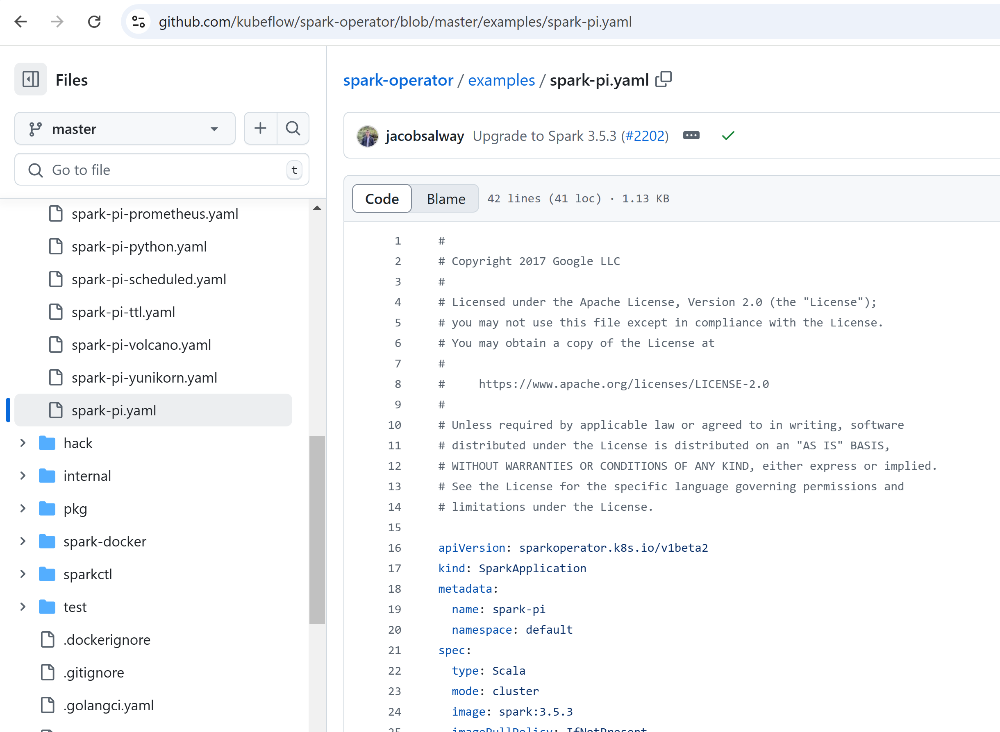 github.com/kubeflow/spark-operator/blob/master/examples/spark-pi.yaml
Files
master
Go to file
t
spark-pi-prometheus.yaml
spark-pi-python.yaml
spark-pi-scheduled.yaml
spark-pi-ttl.yaml
spark-pi-volcano.yaml
spark-pi-yunikorn.yaml
spark-pi.yaml
hack
internal
pkg
spark-docker
sparkctl
test
.dockerignore
.gitignore
.golangci.yaml
spark-operator / examples / spark-pi.yaml
jacobsalway Upgrade to Spark 3.5.3 (#2202)
Code Blame 42 lines (41 loc) · 1.13 KB
1 #
2 # Copyright 2017 Google LLC
3 #
4 # Licensed under the Apache License, Version 2.0 (the "License");
5 # you may not use this file except in compliance with the License.
6 # You may obtain a copy of the License at
7 #
8 #     https://www.apache.org/licenses/LICENSE-2.0
9 #
10 # Unless required by applicable law or agreed to in writing, software
11 # distributed under the License is distributed on an "AS IS" BASIS,
12 # WITHOUT WARRANTIES OR CONDITIONS OF ANY KIND, either express or implied.
13 # See the License for the specific language governing permissions and
14 # limitations under the License.
15
16 apiVersion: sparkoperator.k8s.io/v1beta2
17 kind: SparkApplication
18 metadata:
19   name: spark-pi
20   namespace: default
21 spec:
22   type: Scala
23   mode: cluster
24   image: spark:3.5.3
25   imagePullPolicy: IfNotPresent